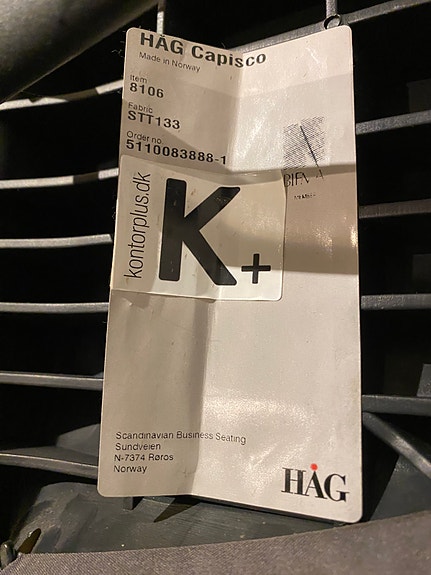 HÅG Capisco
Made in Norway
Item
8106
Fabric
STT133
Order no.
5110083888-1
kontorplus.dk
K+
Scandinavian Business Seating
Sundveien
N-7374 Røros
Norway
HÅG